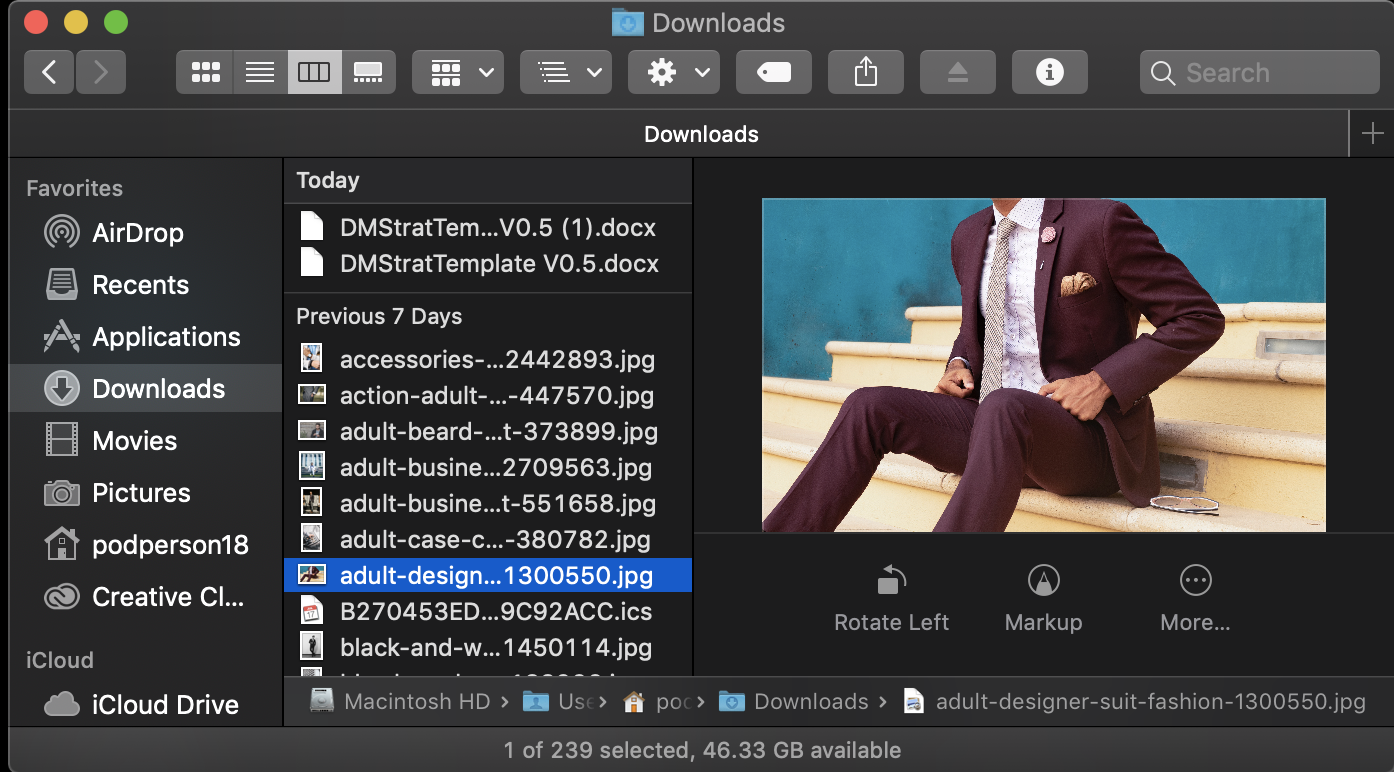 Downloads
Search
Downloads
Favorites
AirDrop
Recents
Applications
Downloads
Movies
Pictures
podperson18
Creative Cl...
iCloud
iCloud Drive
Today
DMStratTem...V0.5 (1).docx
DMStratTemplate V0.5.docx
Previous 7 Days
accessories-...2442893.jpg
action-adult-...-447570.jpg
adult-beard-...t-373899.jpg
adult-busine...2709563.jpg
adult-busine...t-551658.jpg
adult-case-c...-380782.jpg
adult-design...1300550.jpg
B270453ED...9C92ACC.ics
black-and-w...1450114.jpg
Rotate Left
Markup
More...
Macintosh HD › Use › poc › Downloads › adult-designer-suit-fashion-1300550.jpg
1 of 239 selected, 46.33 GB available